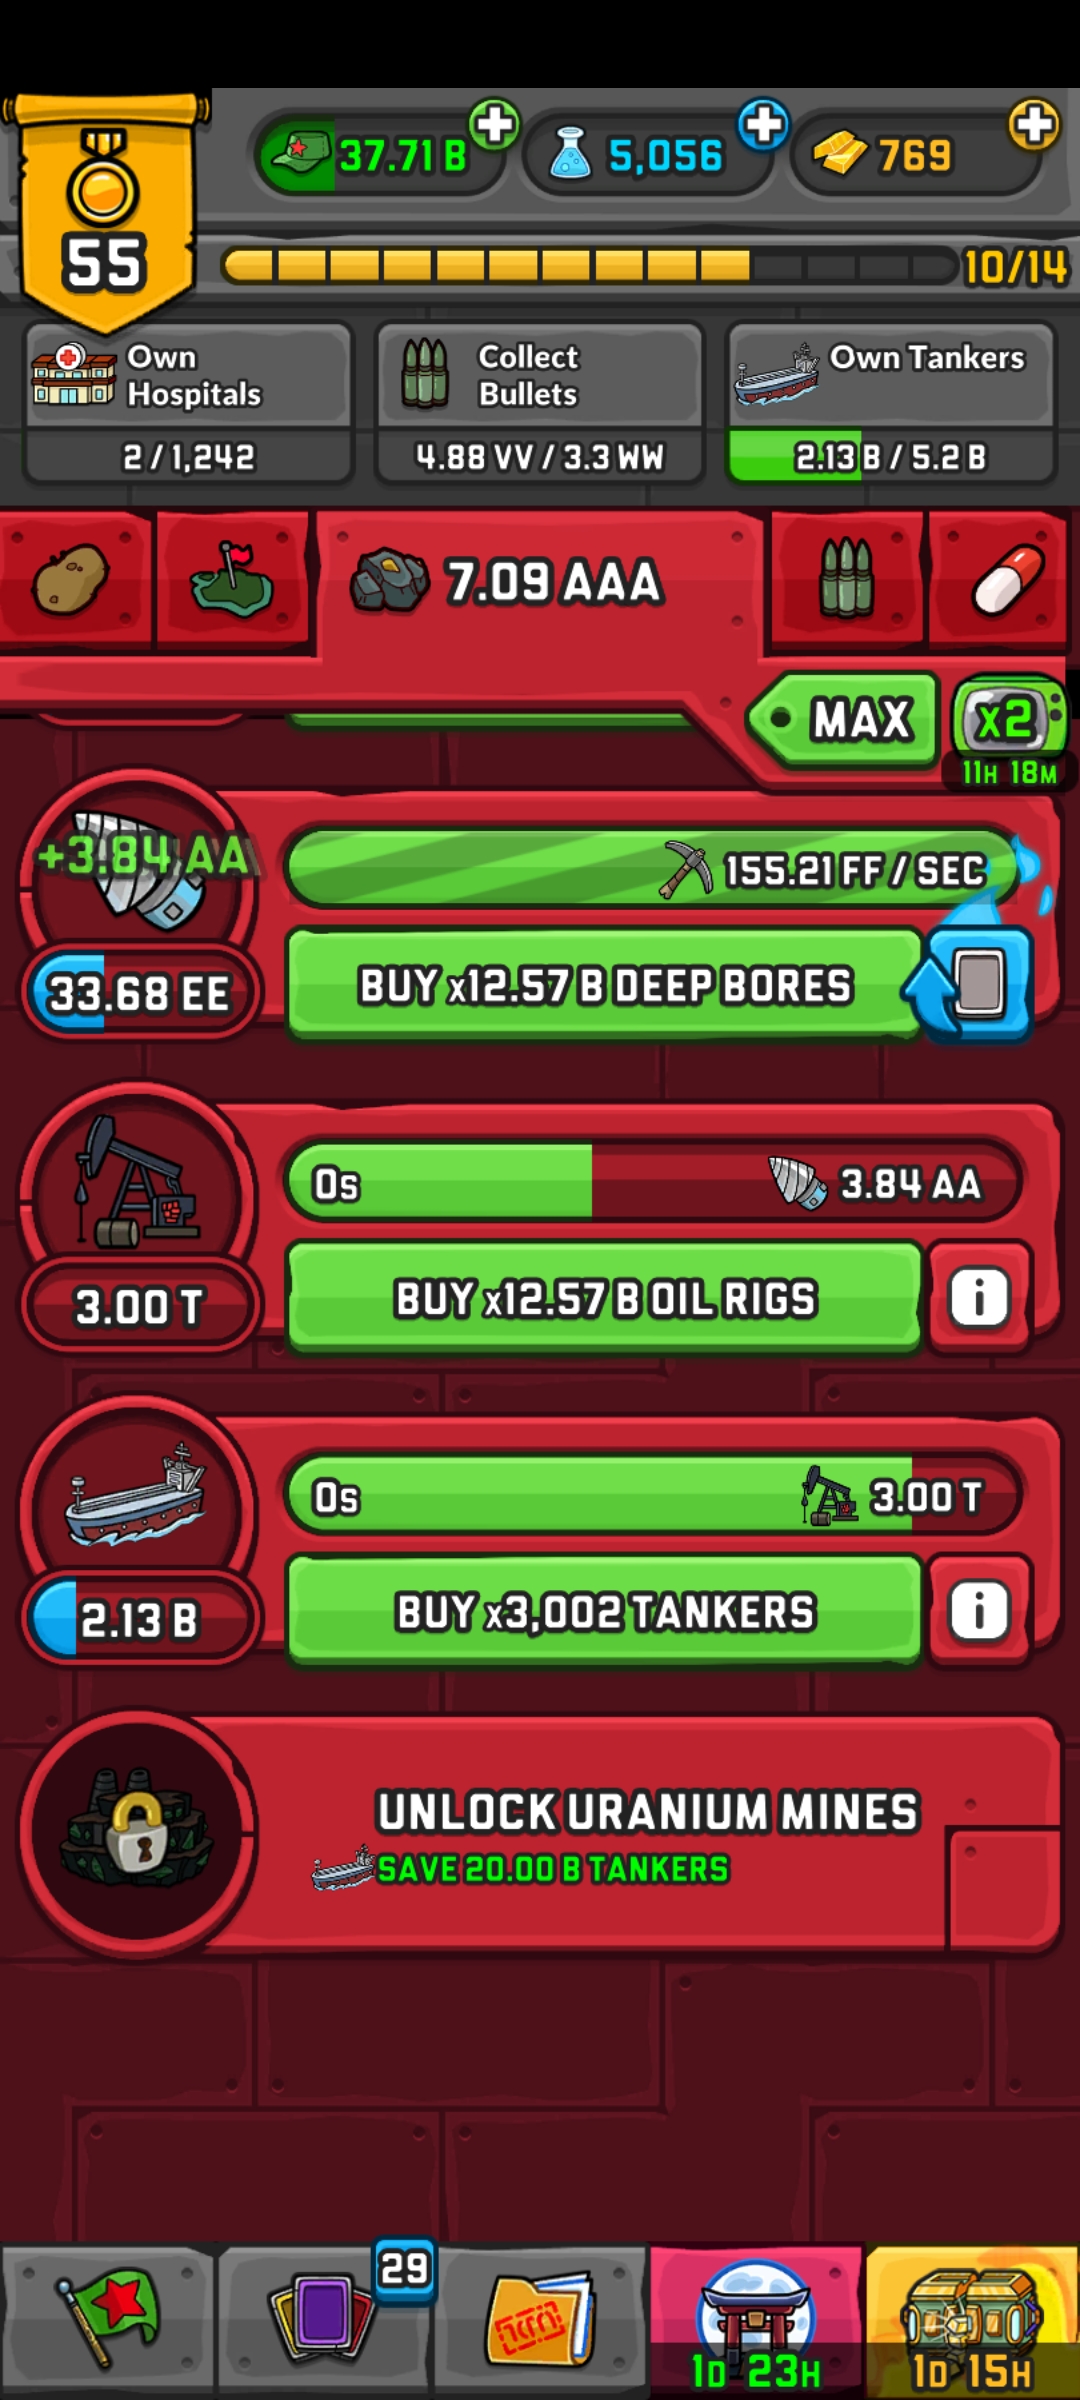 37.71 B
5,056
769
55
10/14
Own
Hospitals
2 / 1,242
Collect
Bullets
4.88 VV / 3.3 WW
Own Tankers
2.13 B / 5.2 B
7.09 AAA
MAX
x2
11H 18M
+3.84 AA
155.21 FF / SEC
33.68 EE
BUY x12.57 B DEEP BORES
0s
3.84 AA
3.00 T
BUY x12.57 B OIL RIGS
i
0s
3.00 T
2.13 B
BUY x3,002 TANKERS
i
UNLOCK URANIUM MINES
SAVE 20.00 B TANKERS
29
1D 23H
1D 15H